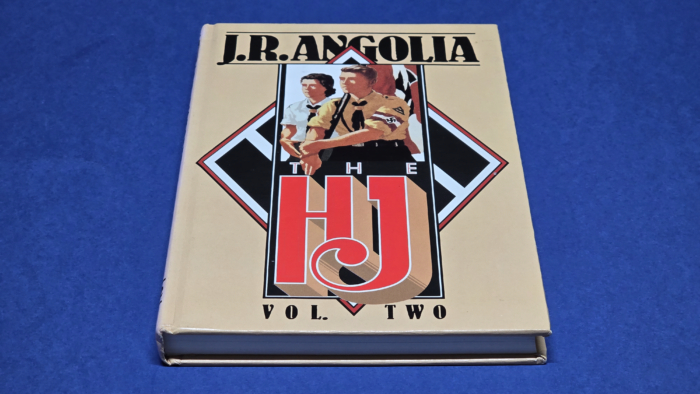 J.R. ANGOLIA
THE
HJ
VOL. TWO